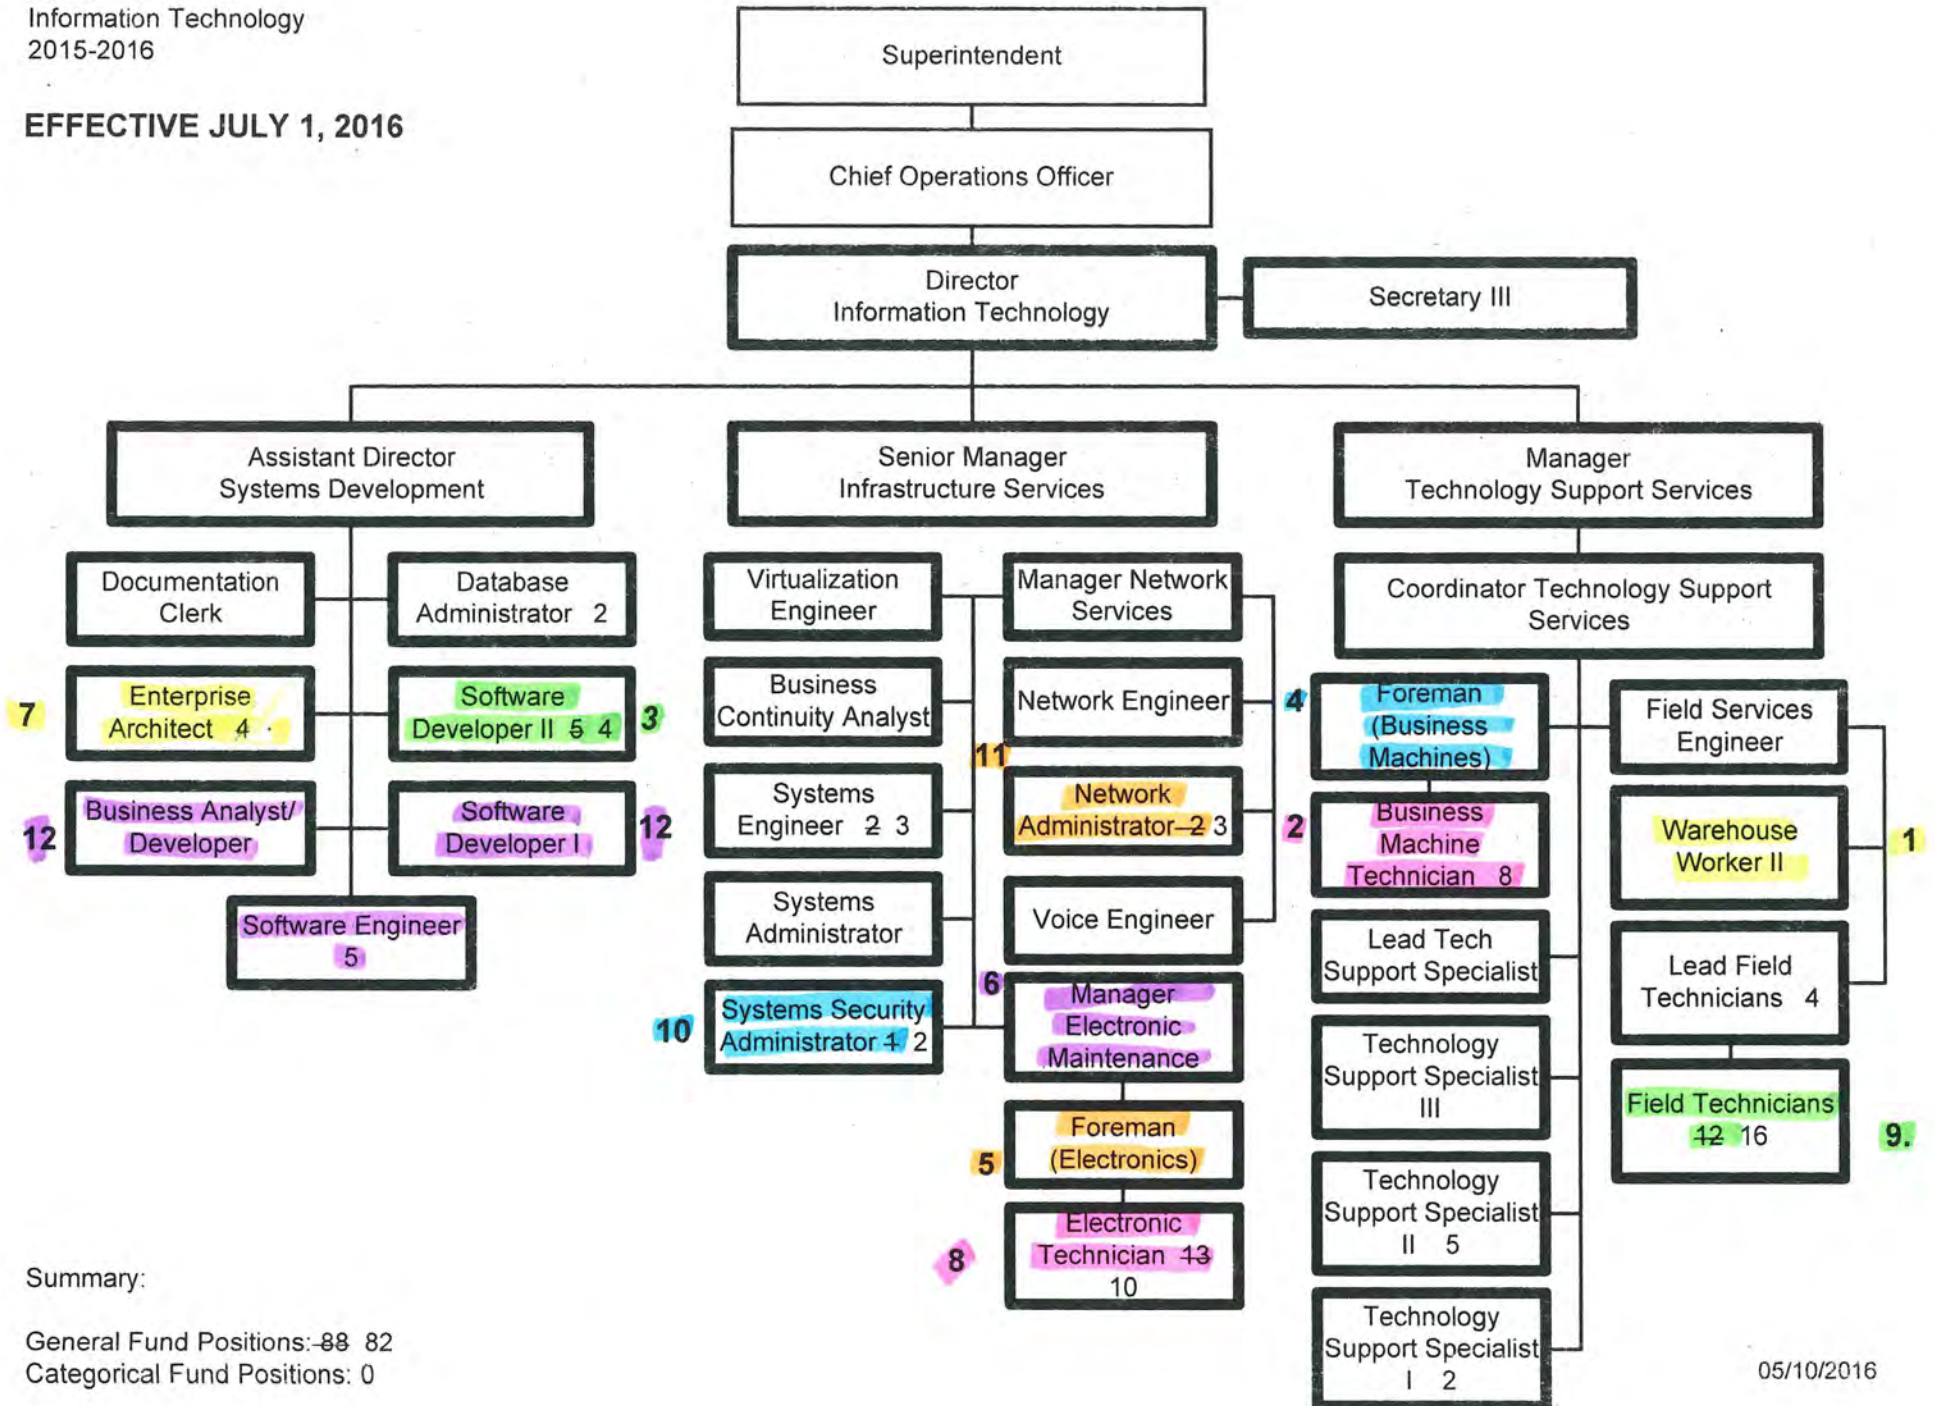 Information Technology
2015-2016
EFFECTIVE JULY 1, 2016
Superintendent
Chief Operations Officer
Director
Information Technology
Secretary III
Assistant Director
Systems Development
Senior Manager
Infrastructure Services
Manager
Technology Support Services
Documentation
Clerk
Database
Administrator 2
7
Enterprise
Architect 4
Software
Developer II 5 4
3
12
Business Analyst/
Developer
Software
Developer I
12
Software Engineer
5
Virtualization
Engineer
Manager Network
Services
Business
Continuity Analyst
Network Engineer
11
Systems
Engineer 2 3
Network
Administrator 2 3
Systems
Administrator
Voice Engineer
10
Systems Security
Administrator 1 2
6
Manager
Electronic
Maintenance
5
Foreman
(Electronics)
8
Electronic
Technician 13
10
Coordinator Technology Support
Services
4
Foreman
(Business
Machines)
Field Services
Engineer
2
Business
Machine
Technician 8
Warehouse
Worker II
1
Lead Tech
Support Specialist
Lead Field
Technicians 4
Technology
Support Specialist
III
Field Technicians
12 16
9.
Technology
Support Specialist
II 5
Technology
Support Specialist
I 2
Summary:
General Fund Positions: 88 82
Categorical Fund Positions: 0
05/10/2016